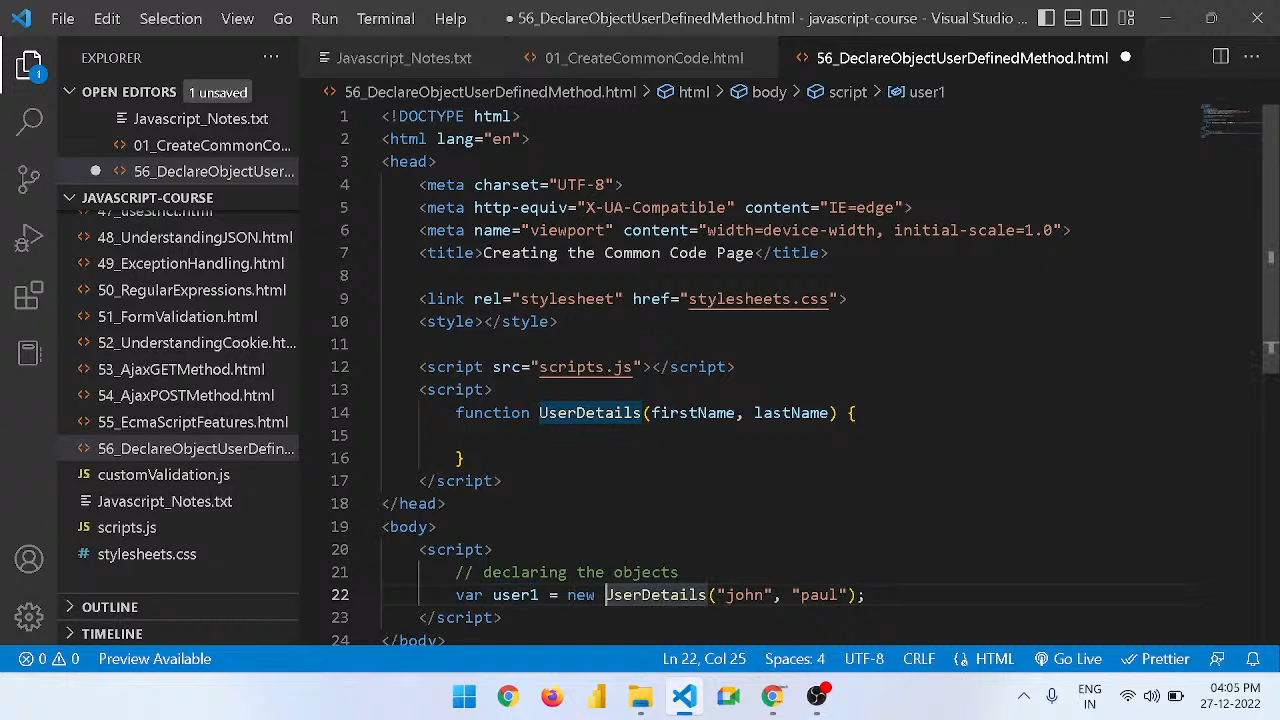 File Edit Selection View Go Run Terminal Help ● 56_DeclareObjectUserDefinedMethod.html - javascript-course - Visual Studio ...
EXPLORER ...
Javascript_Notes.txt 01_CreateCommonCode.html 56_DeclareObjectUserDefinedMethod.html ...
1
OPEN EDITORS 1 unsaved
Javascript_Notes.txt
01_CreateCommonCo...
56_DeclareObjectUser...
JAVASCRIPT-COURSE
47_useStrict.html
48_UnderstandingJSON.html
49_ExceptionHandling.html
50_RegularExpressions.html
51_FormValidation.html
52_UnderstandingCookie.ht...
53_AjaxGETMethod.html
54_AjaxPOSTMethod.html
55_EcmaScriptFeatures.html
56_DeclareObjectUserDefin...
customValidation.js
Javascript_Notes.txt
scripts.js
stylesheets.css
OUTLINE
TIMELINE
56_DeclareObjectUserDefinedMethod.html > html > body > script > user1
1 <!DOCTYPE html>
2 <html lang="en">
3 <head>
4 <meta charset="UTF-8">
5 <meta http-equiv="X-UA-Compatible" content="IE=edge">
6 <meta name="viewport" content="width=device-width, initial-scale=1.0">
7 <title>Creating the Common Code Page</title>
8
9 <link rel="stylesheet" href="stylesheets.css">
10 <style></style>
11
12 <script src="scripts.js"></script>
13 <script>
14 function UserDetails(firstName, lastName) {
15
16 }
17 </script>
18 </head>
19 <body>
20 <script>
21 // declaring the objects
22 var user1 = new UserDetails("john", "paul");
23 </script>
24 </body>
0 0 Preview Available Ln 22, Col 25 Spaces: 4 UTF-8 CRLF HTML Go Live Prettier
ENG 04:05 PM
IN 27-12-2022